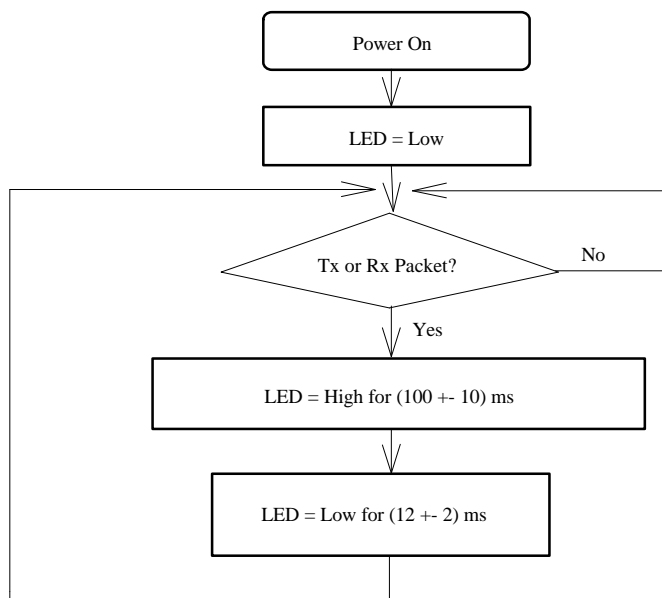 Power On
LED = Low
Tx or Rx Packet?
No
Yes
LED = High for (100 +- 10) ms
LED = Low for (12 +- 2) ms